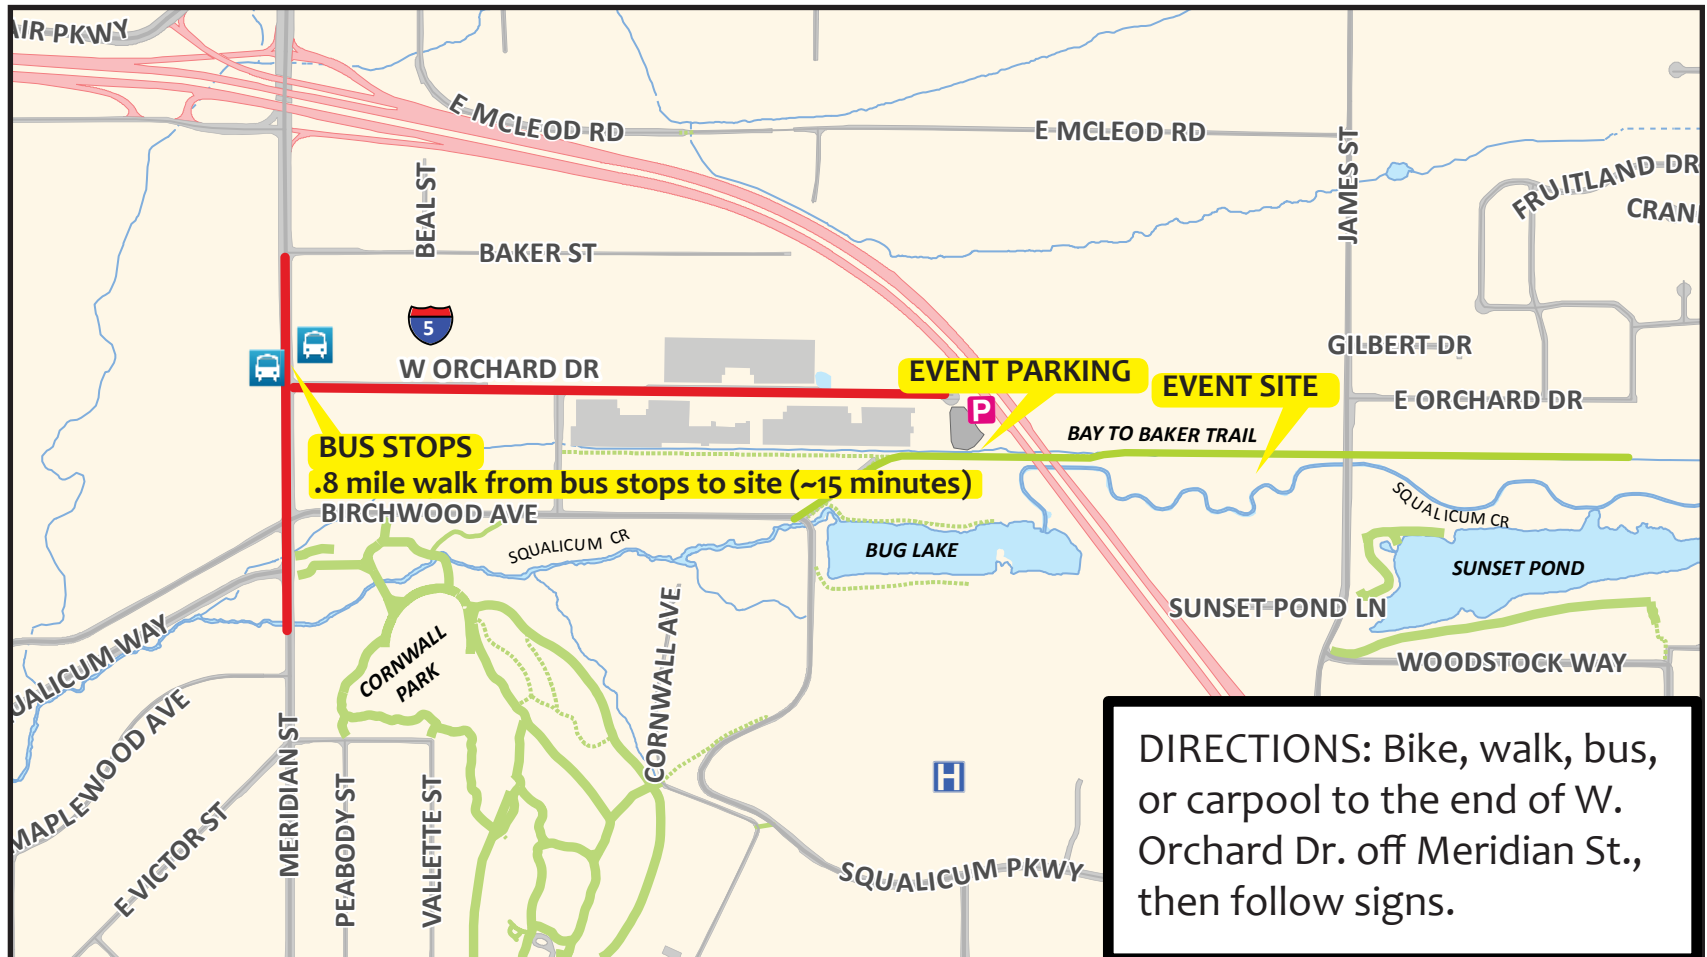 AIR PKWY
E MCLEOD RD
E MCLEOD RD
JAMES ST
FRUITLAND DR
CRAN
BEAL ST
BAKER ST
5
GILBERT DR
W ORCHARD DR
EVENT PARKING
EVENT SITE
P
E ORCHARD DR
BAY TO BAKER TRAIL
BUS STOPS
.8 mile walk from bus stops to site (~15 minutes)
BIRCHWOOD AVE
SQUALICUM CR
SQUALICUM CR
BUG LAKE
SUNSET POND
SUNSET POND LN
WOODSTOCK WAY
UALICUM WAY
CORNWALL
PARK
CORNWALL AVE
MAPLEWOOD AVE
MERIDIAN ST
E VICTOR ST
PEABODY ST
VALLETTE ST
H
SQUALICUM PKWY
DIRECTIONS: Bike, walk, bus,
or carpool to the end of W.
Orchard Dr. off Meridian St.,
then follow signs.